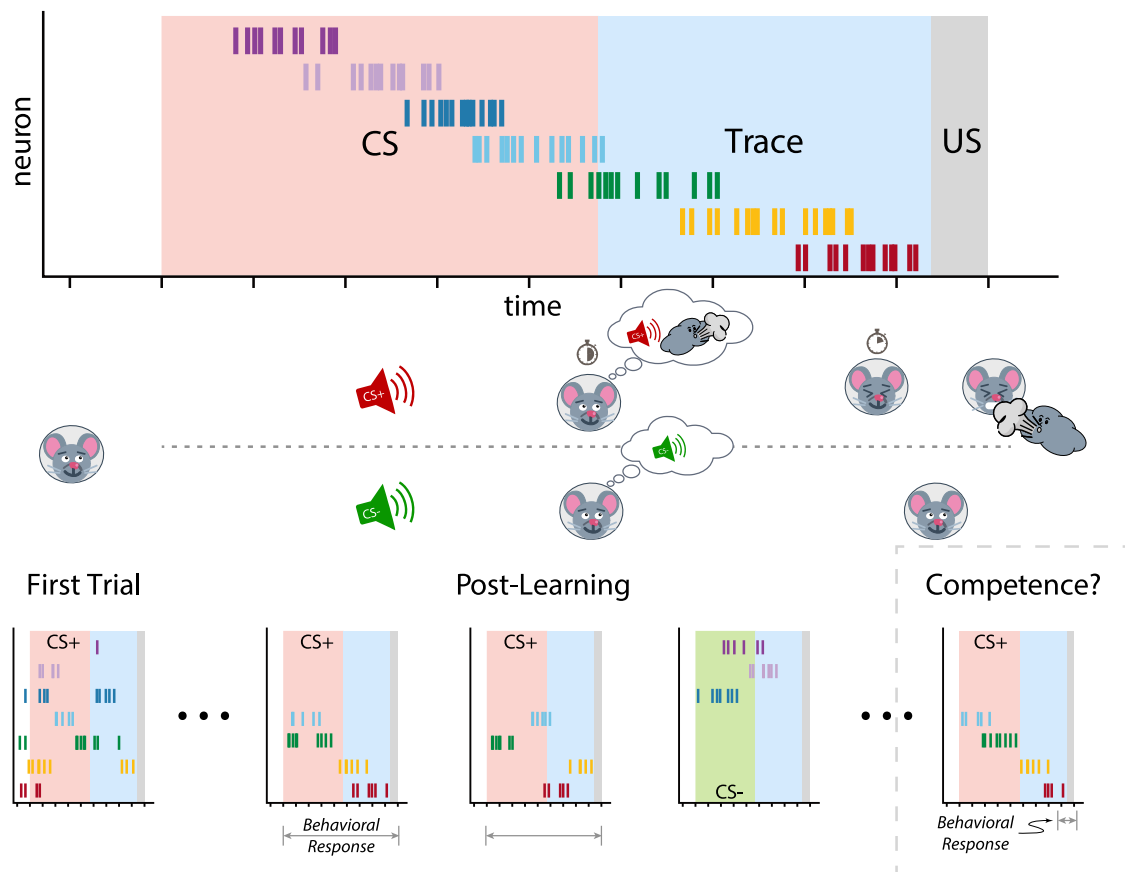 neuron
CS
Trace
US
time
CS+
CS+
CS-
CS-
First Trial
Post-Learning
Competence?
CS+
CS+
CS+
CS-
CS+
Behavioral
Response
Behavioral
Response